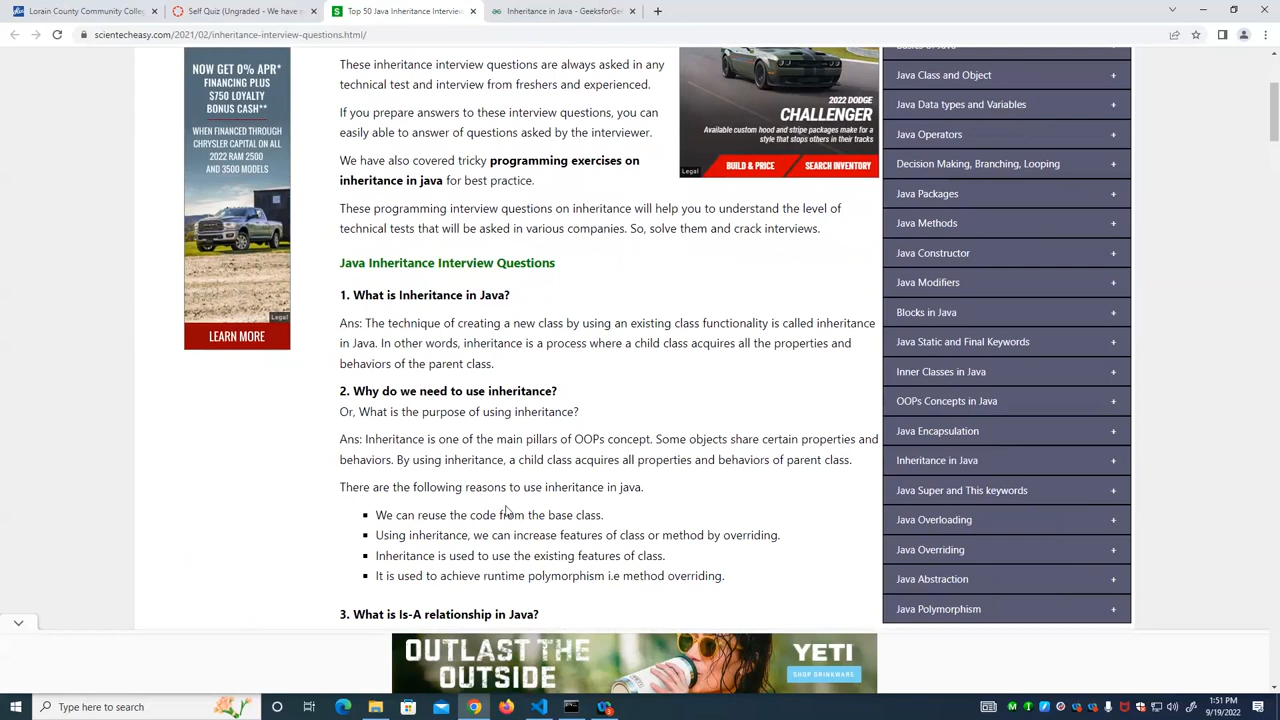 Lorain County Community Colle
Self Quiz (Ungraded - We have n
Top 50 Java Inheritance Interview
Inheritance in Java - GeeksforGe
scientecheasy.com/2021/02/inheritance-interview-questions.html/
NOW GET 0% APR*
FINANCING PLUS
$750 LOYALTY
BONUS CASH**
WHEN FINANCED THROUGH
CHRYSLER CAPITAL ON ALL
2022 RAM 2500
AND 3500 MODELS
Legal
LEARN MORE
These inheritance interview questions are always asked in any
technical test and interview from freshers and experienced.
If you prepare answers to these interview questions, you can
easily able to answer of questions asked by the interviewer.
We have also covered tricky programming exercises on
inheritance in java for best practice.
These programming interview questions on inheritance will help you to understand the level of
technical tests that will be asked in various companies. So, solve them and crack interviews.
2022 DODGE
CHALLENGER
Available custom hood and stripe packages make for a
style that stops others in their tracks
Legal
BUILD & PRICE
SEARCH INVENTORY
Java Inheritance Interview Questions
1. What is Inheritance in Java?
Ans: The technique of creating a new class by using an existing class functionality is called inheritance
in Java. In other words, inheritance is a process where a child class acquires all the properties and
behaviors of the parent class.
2. Why do we need to use inheritance?
Or, What is the purpose of using inheritance?
Ans: Inheritance is one of the main pillars of OOPs concept. Some objects share certain properties and
behaviors. By using inheritance, a child class acquires all properties and behaviors of parent class.
There are the following reasons to use inheritance in java.
We can reuse the code from the base class.
Using inheritance, we can increase features of class or method by overriding.
Inheritance is used to use the existing features of class.
It is used to achieve runtime polymorphism i.e method overriding.
3. What is Is-A relationship in Java?
Java Class and Object +
Java Data types and Variables +
Java Operators +
Decision Making, Branching, Looping +
Java Packages +
Java Methods +
Java Constructor +
Java Modifiers +
Blocks in Java +
Java Static and Final Keywords +
Inner Classes in Java +
OOPs Concepts in Java +
Java Encapsulation +
Inheritance in Java +
Java Super and This keywords +
Java Overloading +
Java Overriding +
Java Abstraction +
Java Polymorphism +
OUTLAST THE
OUTSIDE
YETI
SHOP DRINKWARE
Type here to search
1:51 PM
9/19/2022